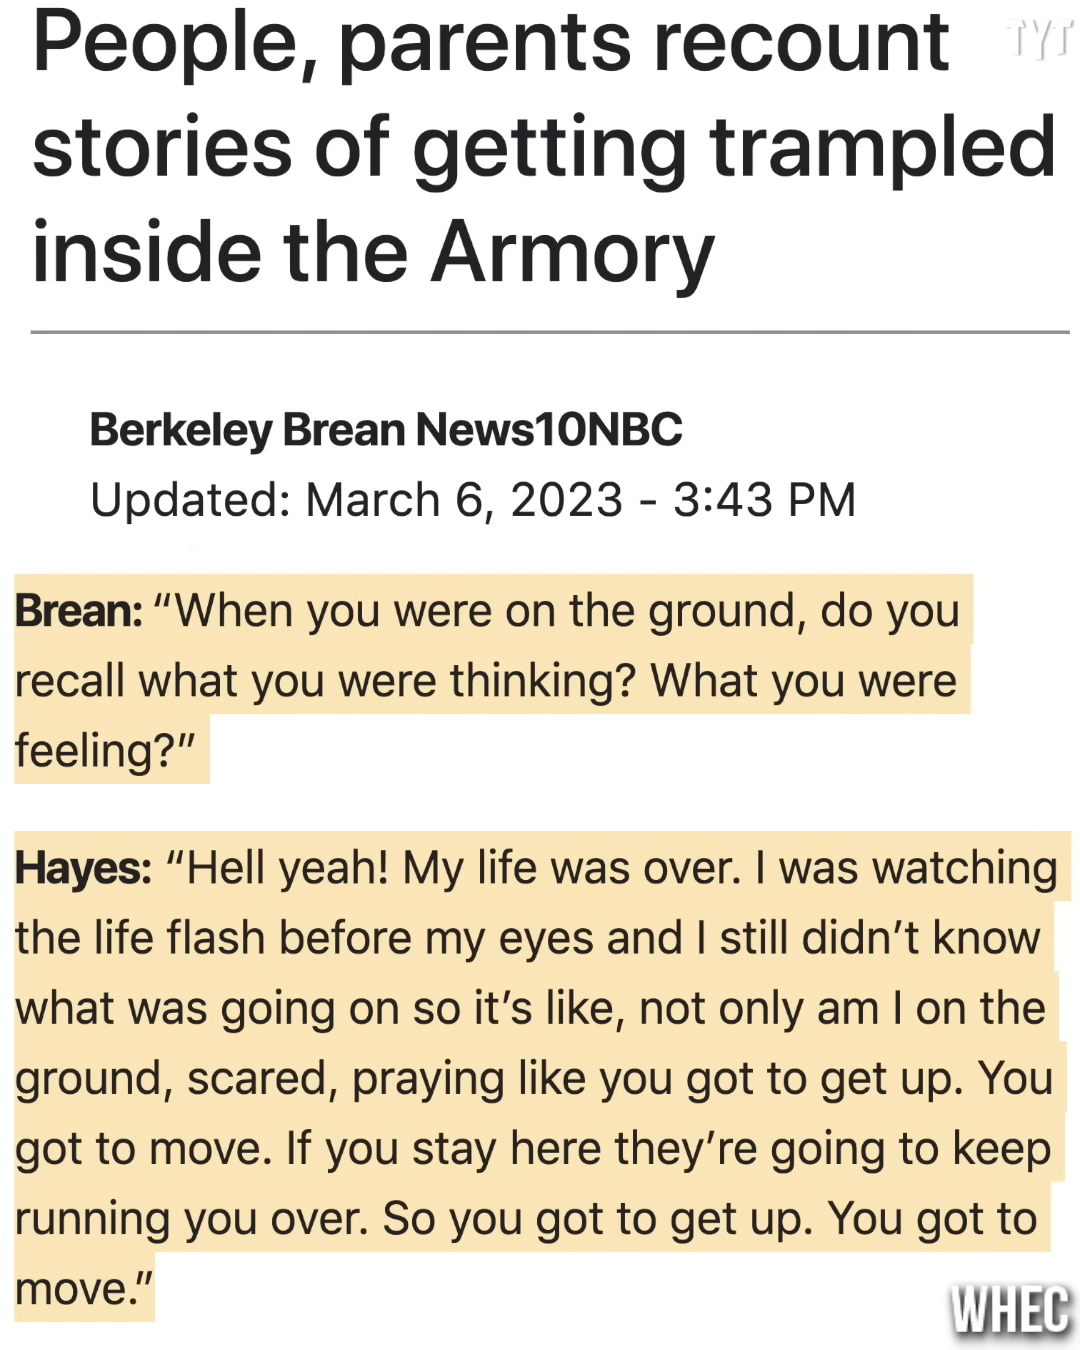 People, parents recount
TYT
stories of getting trampled
inside the Armory
Berkeley Brean News10NBC
Updated: March 6, 2023 - 3:43 PM
Brean: “When you were on the ground, do you
recall what you were thinking? What you were
feeling?”
Hayes: “Hell yeah! My life was over. I was watching
the life flash before my eyes and I still didn’t know
what was going on so it’s like, not only am I on the
ground, scared, praying like you got to get up. You
got to move. If you stay here they’re going to keep
running you over. So you got to get up. You got to
move.”
WHEC